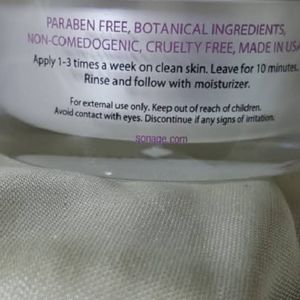 PARABEN FREE, BOTANICAL INGREDIENTS,
NON-COMEDOGENIC, CRUELTY FREE, MADE IN USA
Apply 1-3 times a week on clean skin. Leave for 10 minutes.
Rinse and follow with moisturizer.
For external use only. Keep out of reach of children.
Avoid contact with eyes. Discontinue if any signs of irritation.
sonage.com